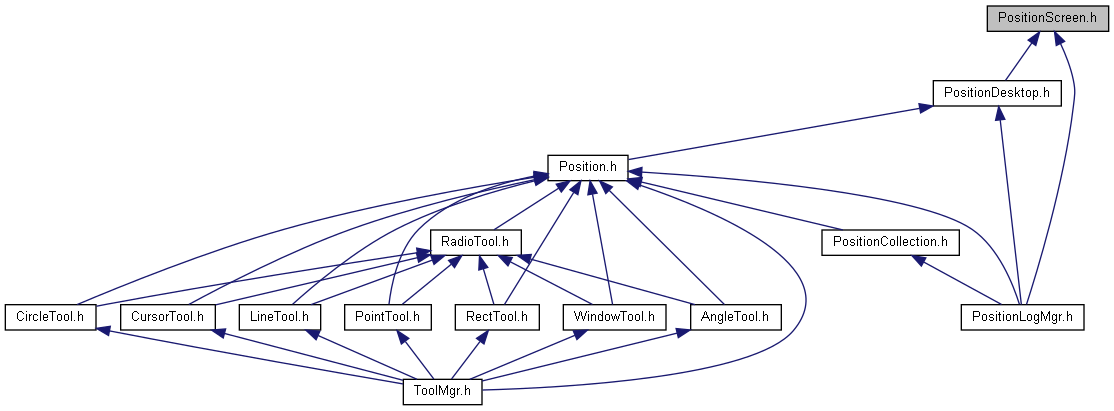 PositionScreen.h
PositionDesktop.h
Position.h
RadioTool.h
PositionCollection.h
CircleTool.h
CursorTool.h
LineTool.h
PointTool.h
RectTool.h
WindowTool.h
AngleTool.h
PositionLogMgr.h
ToolMgr.h